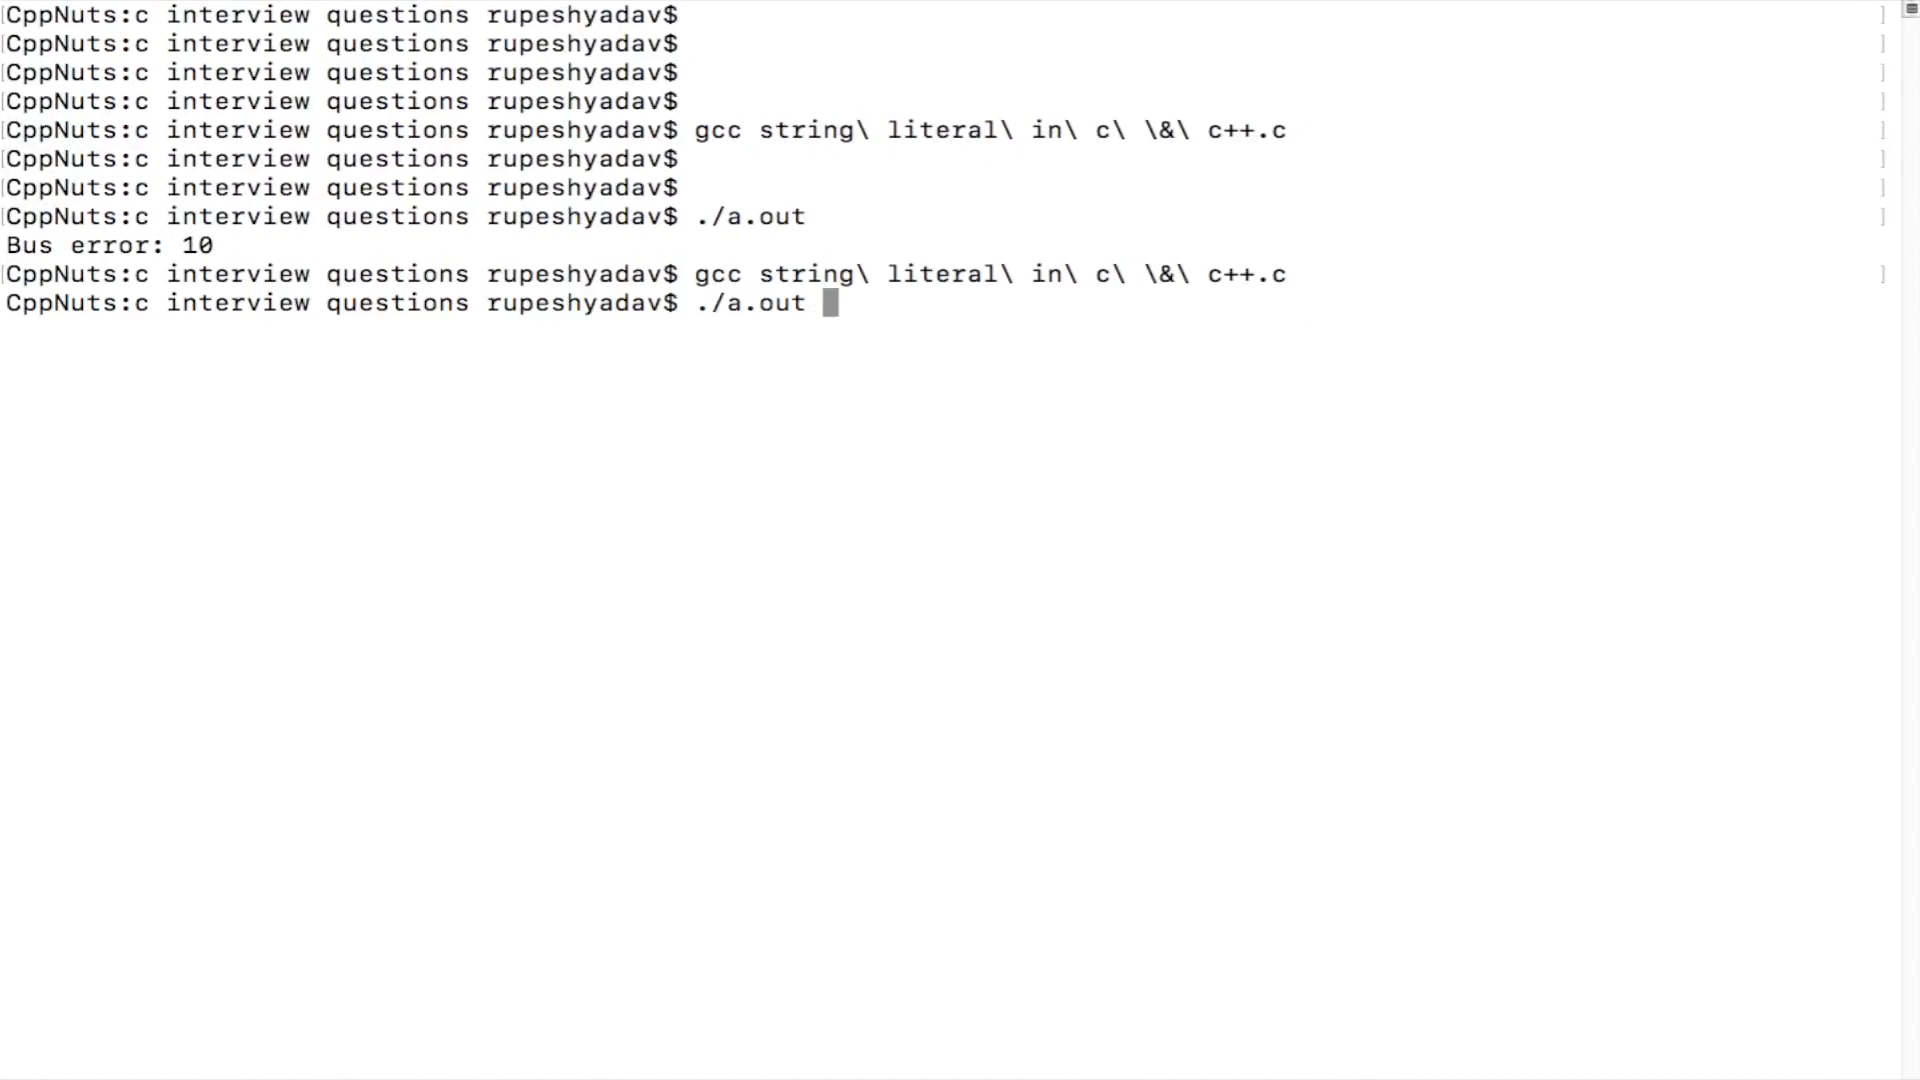 [CppNuts:c interview questions rupeshyadav$ ]
[CppNuts:c interview questions rupeshyadav$ ]
[CppNuts:c interview questions rupeshyadav$ ]
[CppNuts:c interview questions rupeshyadav$ ]
[CppNuts:c interview questions rupeshyadav$ gcc string\ literal\ in\ c\ \&\ c++.c ]
[CppNuts:c interview questions rupeshyadav$ ]
[CppNuts:c interview questions rupeshyadav$ ]
[CppNuts:c interview questions rupeshyadav$ ./a.out ]
Bus error: 10
[CppNuts:c interview questions rupeshyadav$ gcc string\ literal\ in\ c\ \&\ c++.c ]
CppNuts:c interview questions rupeshyadav$ ./a.out